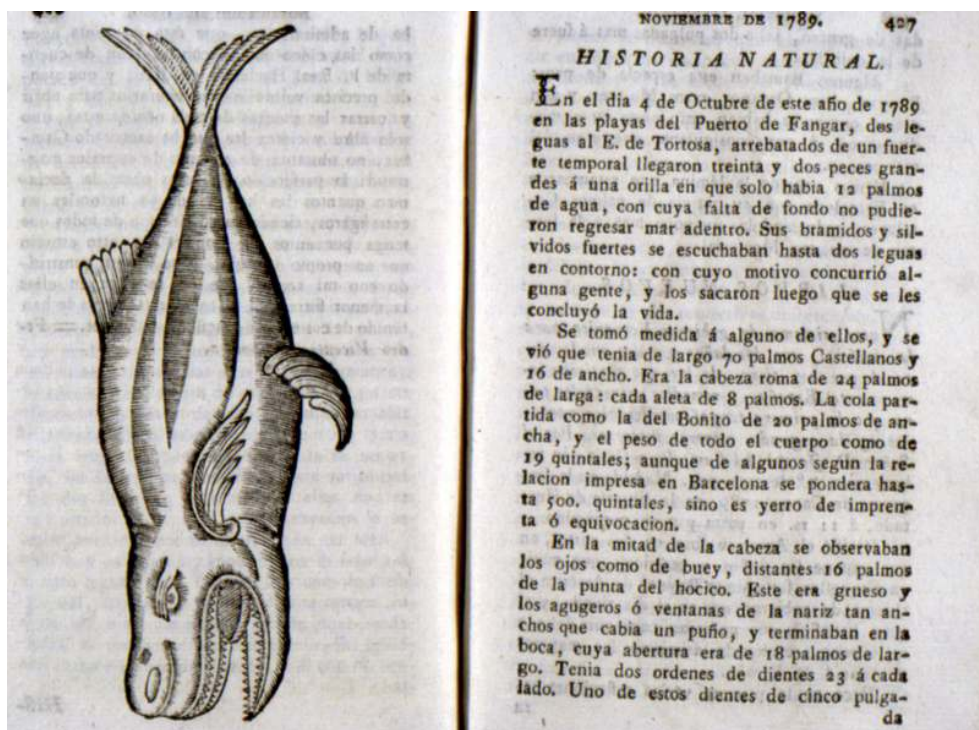 NOVIEMBRE DE 1789. 427
HISTORIA NATURAL.
En el dia 4 de Octubre de este año de 1789
en las playas del Puerto de Fangar, dos le-
guas al E. de Tortosa, arrebatados de un fuer-
te temporal llegaron treinta y dos peces gran-
des á una orilla en que solo habia 12 palmos
de agua, con cuya falta de fondo no pudie-
ron regresar mar adentro. Sus bramidos y sil-
vidos fuertes se escuchaban hasta dos leguas
en contorno: con cuyo motivo concurrió al-
guna gente, y los sacaron luego que se les
concluyó la vida.
Se tomó medida á alguno de ellos, y se
vió que tenia de largo 70 palmos Castellanos y
16 de ancho. Era la cabeza roma de 24 palmos
de larga: cada aleta de 8 palmos. La cola par-
tida como la del Bonito de 20 palmos de an-
cha, y el peso de todo el cuerpo como de
19 quintales; aunque de algunos segun la re-
lacion impresa en Barcelona se pondera has-
ta 500. quintales, sino es yerro de impren-
ta ó equivocacion.
En la mitad de la cabeza se observaban
los ojos como de buey, distantes 16 palmos
de la punta del hocico. Este era grueso y
los agugeros ó ventanas de la nariz tan an-
chos que cabia un puño, y terminaban en la
boca, cuya abertura era de 18 palmos de lar-
go. Tenia dos ordenes de dientes 23 á cada
lado. Uno de estos dientes de cinco pulga-
da